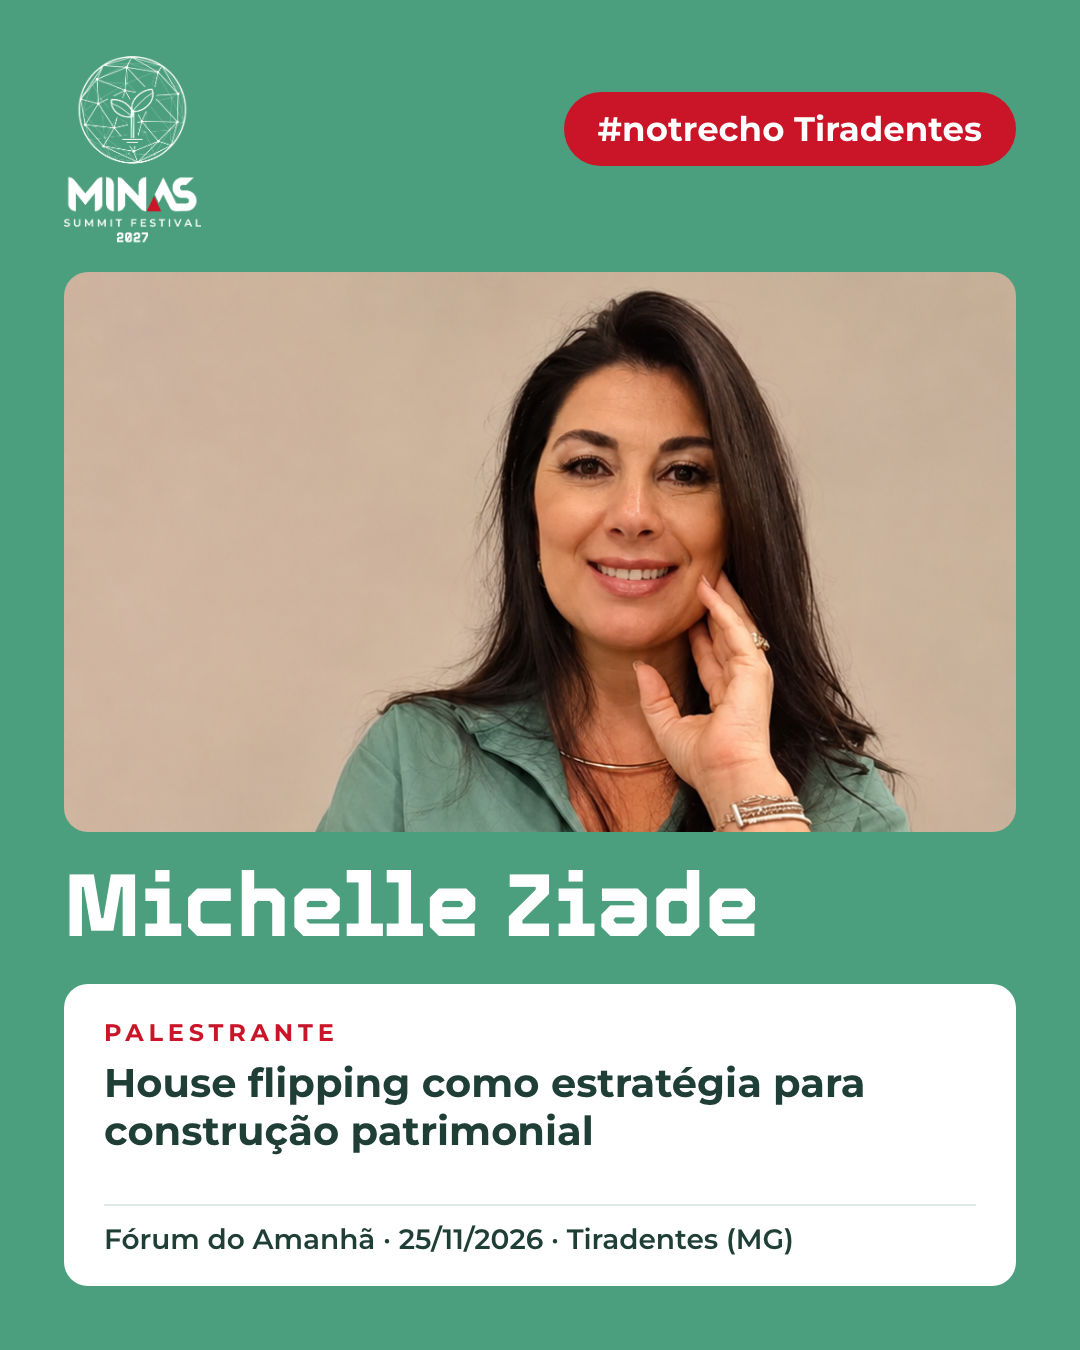 MINAS
SUMMIT FESTIVAL
2027
#notrecho Tiradentes
Michelle Ziade
PALESTRANTE
House flipping como estratégia para
construção patrimonial
Fórum do Amanhã · 25/11/2026 · Tiradentes (MG)